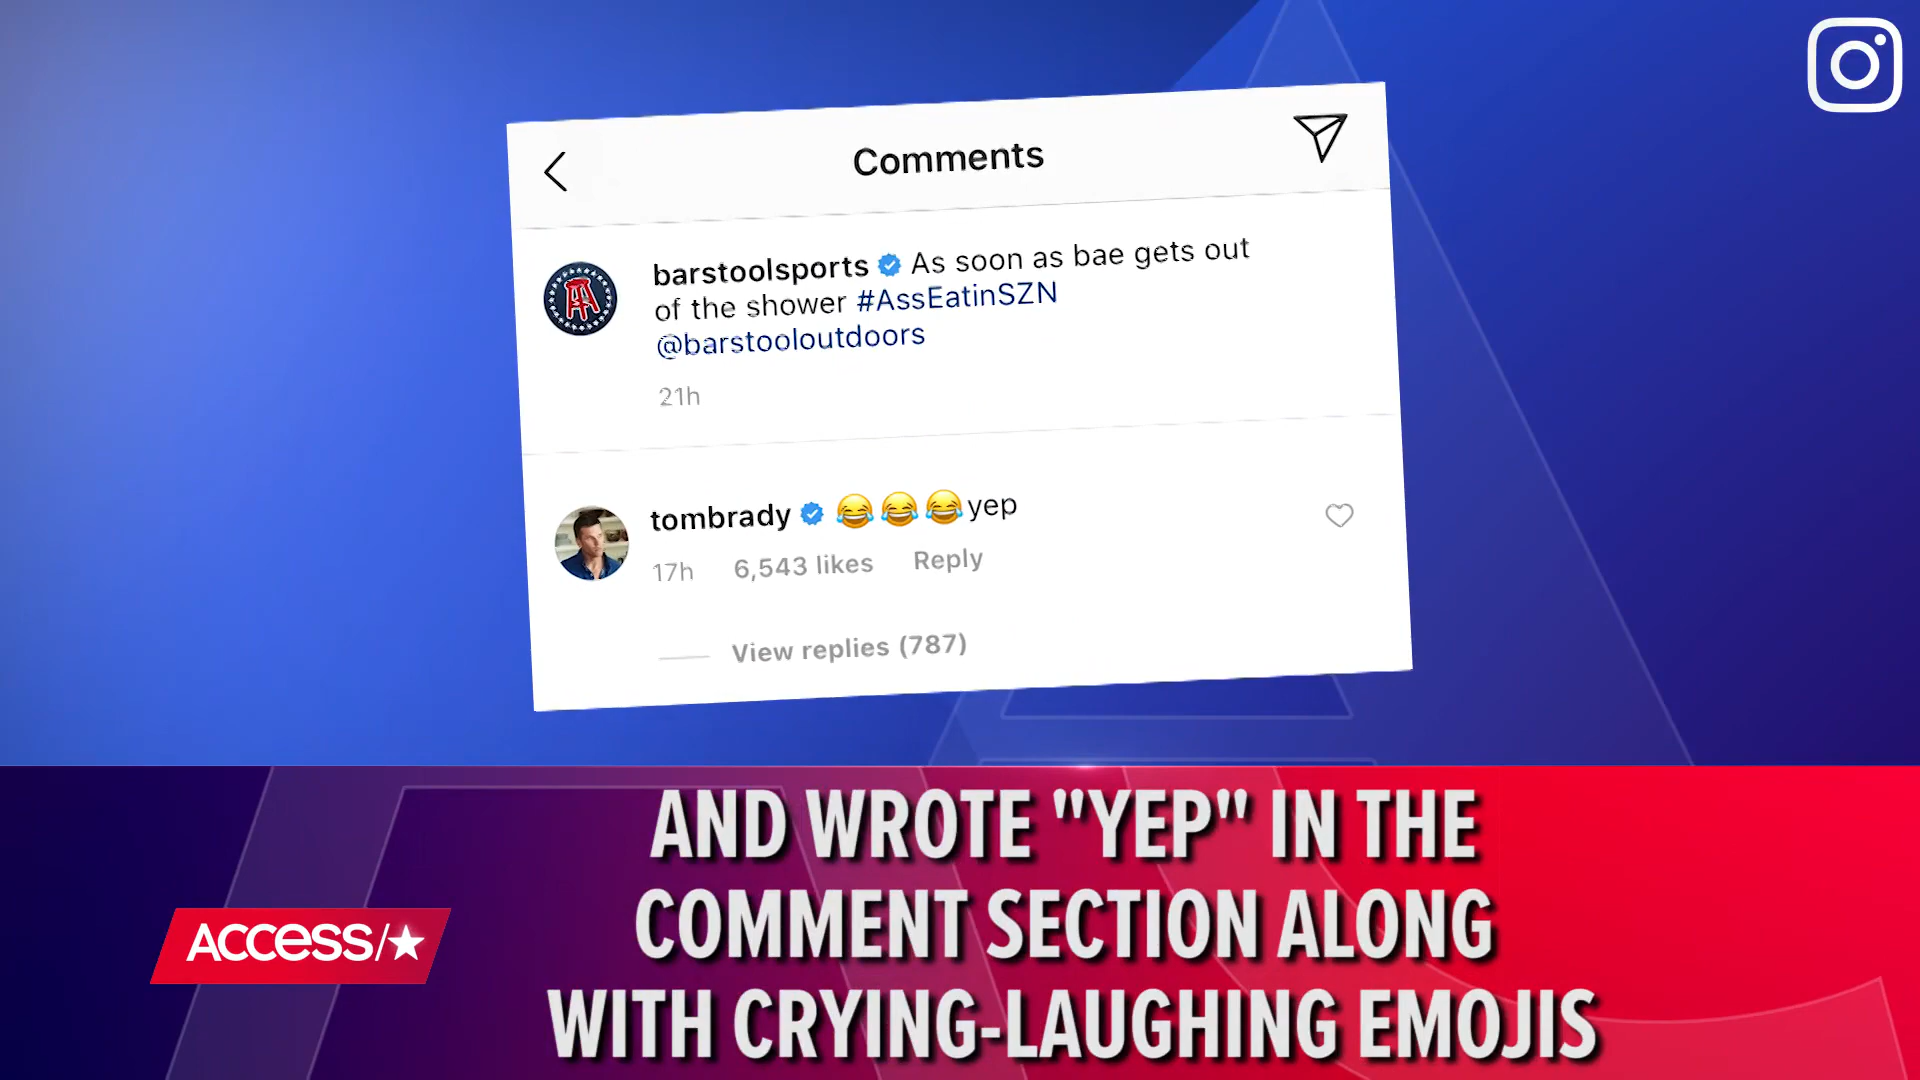 Comments
barstoolsports As soon as bae gets out
of the shower #AssEatinSZN
@barstooloutdoors
21h
tombrady 😂😂😂yep
17h 6,543 likes Reply
View replies (787)
AND WROTE "YEP" IN THE
COMMENT SECTION ALONG
WITH CRYING-LAUGHING EMOJIS
ACCESS/